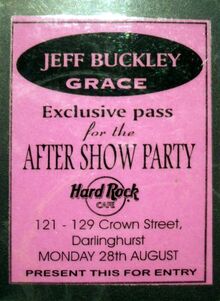 JEFF BUCKLEY
GRACE
Exclusive pass
for the
AFTER SHOW PARTY
Hard Rock
CAFE
121 - 129 Crown Street,
Darlinghurst
MONDAY 28th AUGUST
PRESENT THIS FOR ENTRY